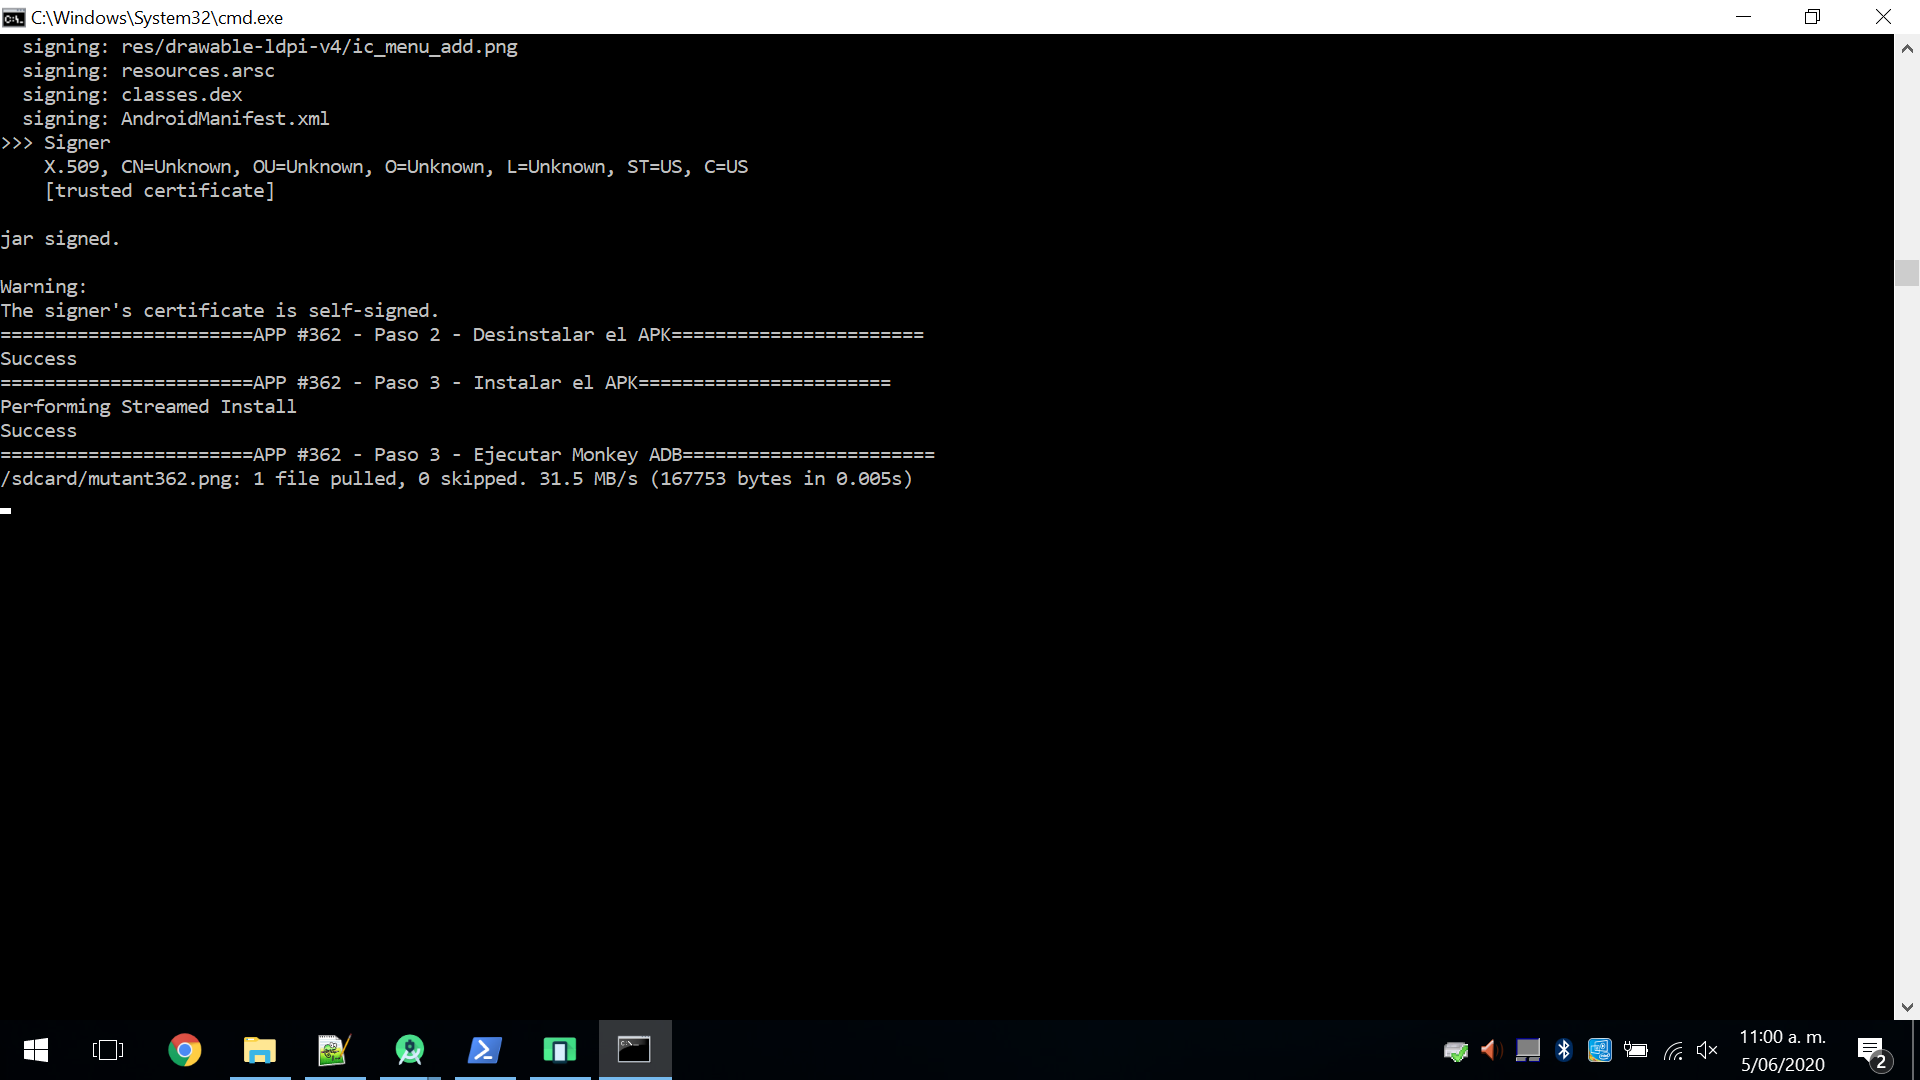 C:\Windows\System32\cmd.exe
signing: res/drawable-ldpi-v4/ic_menu_add.png
signing: resources.arsc
signing: classes.dex
signing: AndroidManifest.xml
>>> Signer
X.509, CN=Unknown, OU=Unknown, O=Unknown, L=Unknown, ST=US, C=US
[trusted certificate]
jar signed.
Warning:
The signer's certificate is self-signed.
=======================APP #362 - Paso 2 - Desinstalar el APK=======================
Success
=======================APP #362 - Paso 3 - Instalar el APK=======================
Performing Streamed Install
Success
=======================APP #362 - Paso 3 - Ejecutar Monkey ADB=======================
/sdcard/mutant362.png: 1 file pulled, 0 skipped. 31.5 MB/s (167753 bytes in 0.005s)
11:00 a. m.
5/06/2020
2